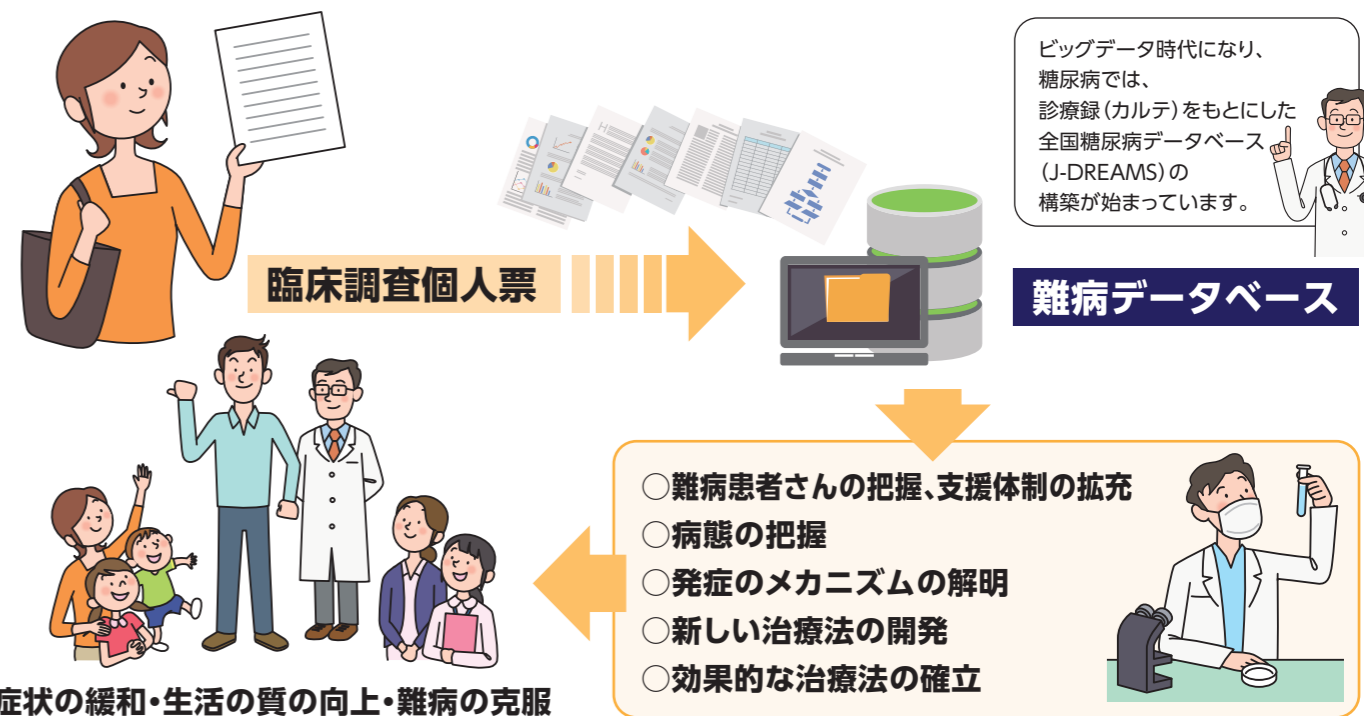 ビッグデータ時代になり、
糖尿病では、
診療録(カルテ)をもとにした
全国糖尿病データベース
(J-DREAMS)の
構築が始まっています。
臨床調査個人票
難病データベース
○難病患者さんの把握、支援体制の拡充
○病態の把握
○発症のメカニズムの解明
○新しい治療法の開発
○効果的な治療法の確立
症状の緩和・生活の質の向上・難病の克服